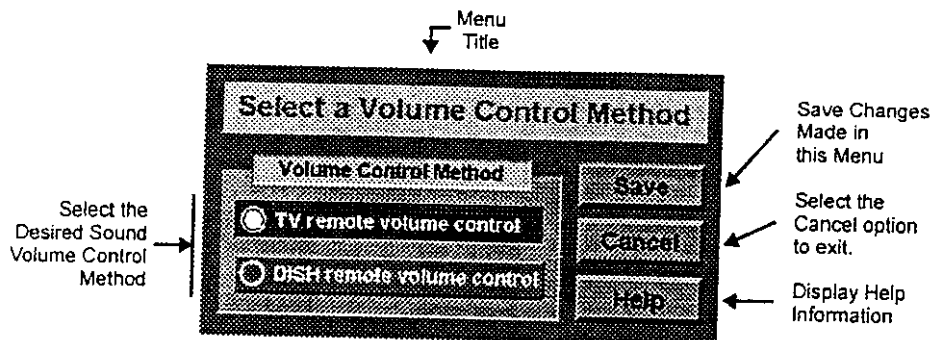 Menu
Title
Select a Volume Control Method
Volume Control Method
TV remote volume control
DISH remote volume control
Save
Cancel
Help
Select the
Desired Sound
Volume Control
Method
Save Changes
Made in
this Menu
Select the
Cancel option
to exit.
Display Help
Information